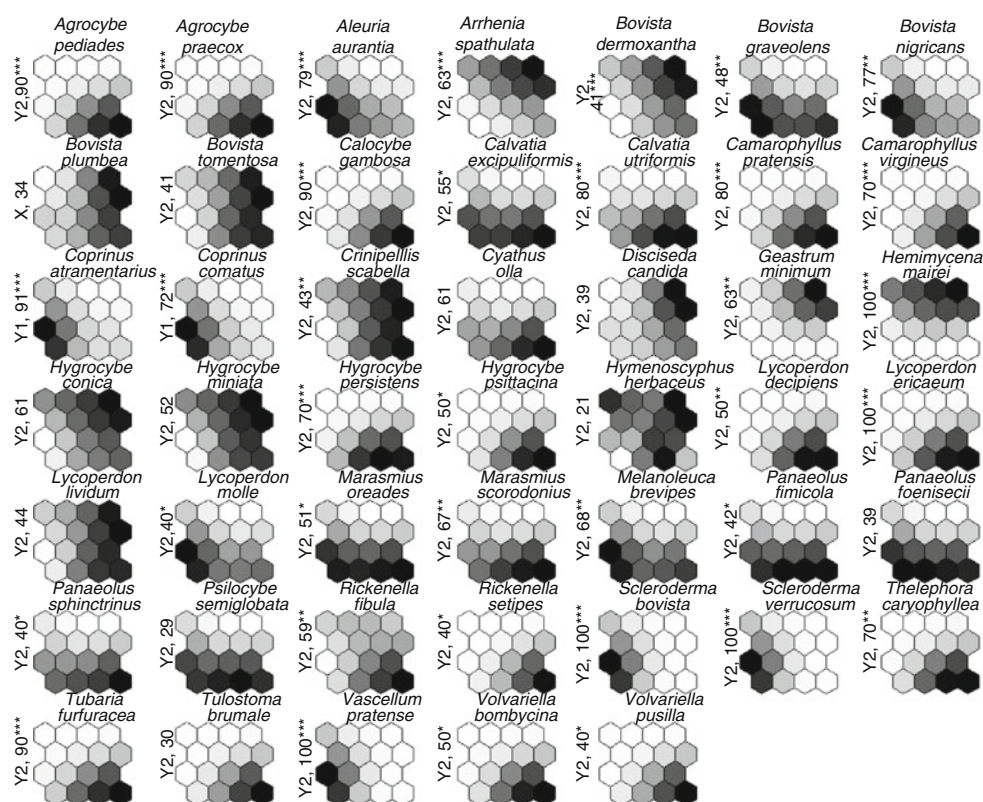 Agrocybe pediades
Y2,90***
Agrocybe praecox
Y2, 90***
Aleuria aurantia
Y2, 79***
Arrhenia spathulata
Y2, 63***
Bovista dermoxantha
Y2, 41***
Bovista graveolens
Y2, 48**
Bovista nigricans
Y2, 77**
Bovista plumbea
X, 34
Bovista tomentosa
Y2, 41
Calocybe gambosa
Y2, 90***
Calvatia excipuliformis
Y2, 55*
Calvatia utriformis
Y2, 80***
Camarophyllus pratensis
Y2, 80***
Camarophyllus virgineus
Y2, 70***
Coprinus atramentarius
Y1, 91***
Coprinus comatus
Y1, 72***
Crinipelllis scabella
Y2, 43**
Cyathus olla
Y2, 61
Disciseda candida
Y2, 39
Geastrum minimum
Y2, 63**
Hemimycena mairei
Y2, 100***
Hygrocybe conica
Y2, 61
Hygrocybe miniata
Y2, 52
Hygrocybe persistens
Y2, 70***
Hygrocybe psittacina
Y2, 50*
Hymenoscyphus herbaceus
Y2, 21
Lycoperdon decipiens
Y2, 50**
Lycoperdon ericaeum
Y2, 100***
Lycoperdon lividum
Y2, 44
Lycoperdon molle
Y2,40*
Marasmius oreades
Y2, 51*
Marasmius scorodonius
Y2, 67**
Melanoleuca brevipes
Y2, 68**
Panaeolus fimicola
Y2, 42*
Panaeolus foenisecii
Y2, 39
Panaeolus sphinctrinus
Y2, 40*
Psilocybe semiglobata
Y2, 29
Rickenella fibula
Y2, 59**
Rickenella setipes
Y2, 40*
Scleroderma bovista
Y2, 100***
Scleroderma verrucosum
Y2, 100***
Thelephora caryophyllea
Y2, 70**
Tubaria furfuracea
Y2, 90***
Tulostoma brumale
Y2, 30
Vascellum pratense
Y2, 100***
Volvariella bombycina
Y2, 50*
Volvariella pusilla
Y2, 40*